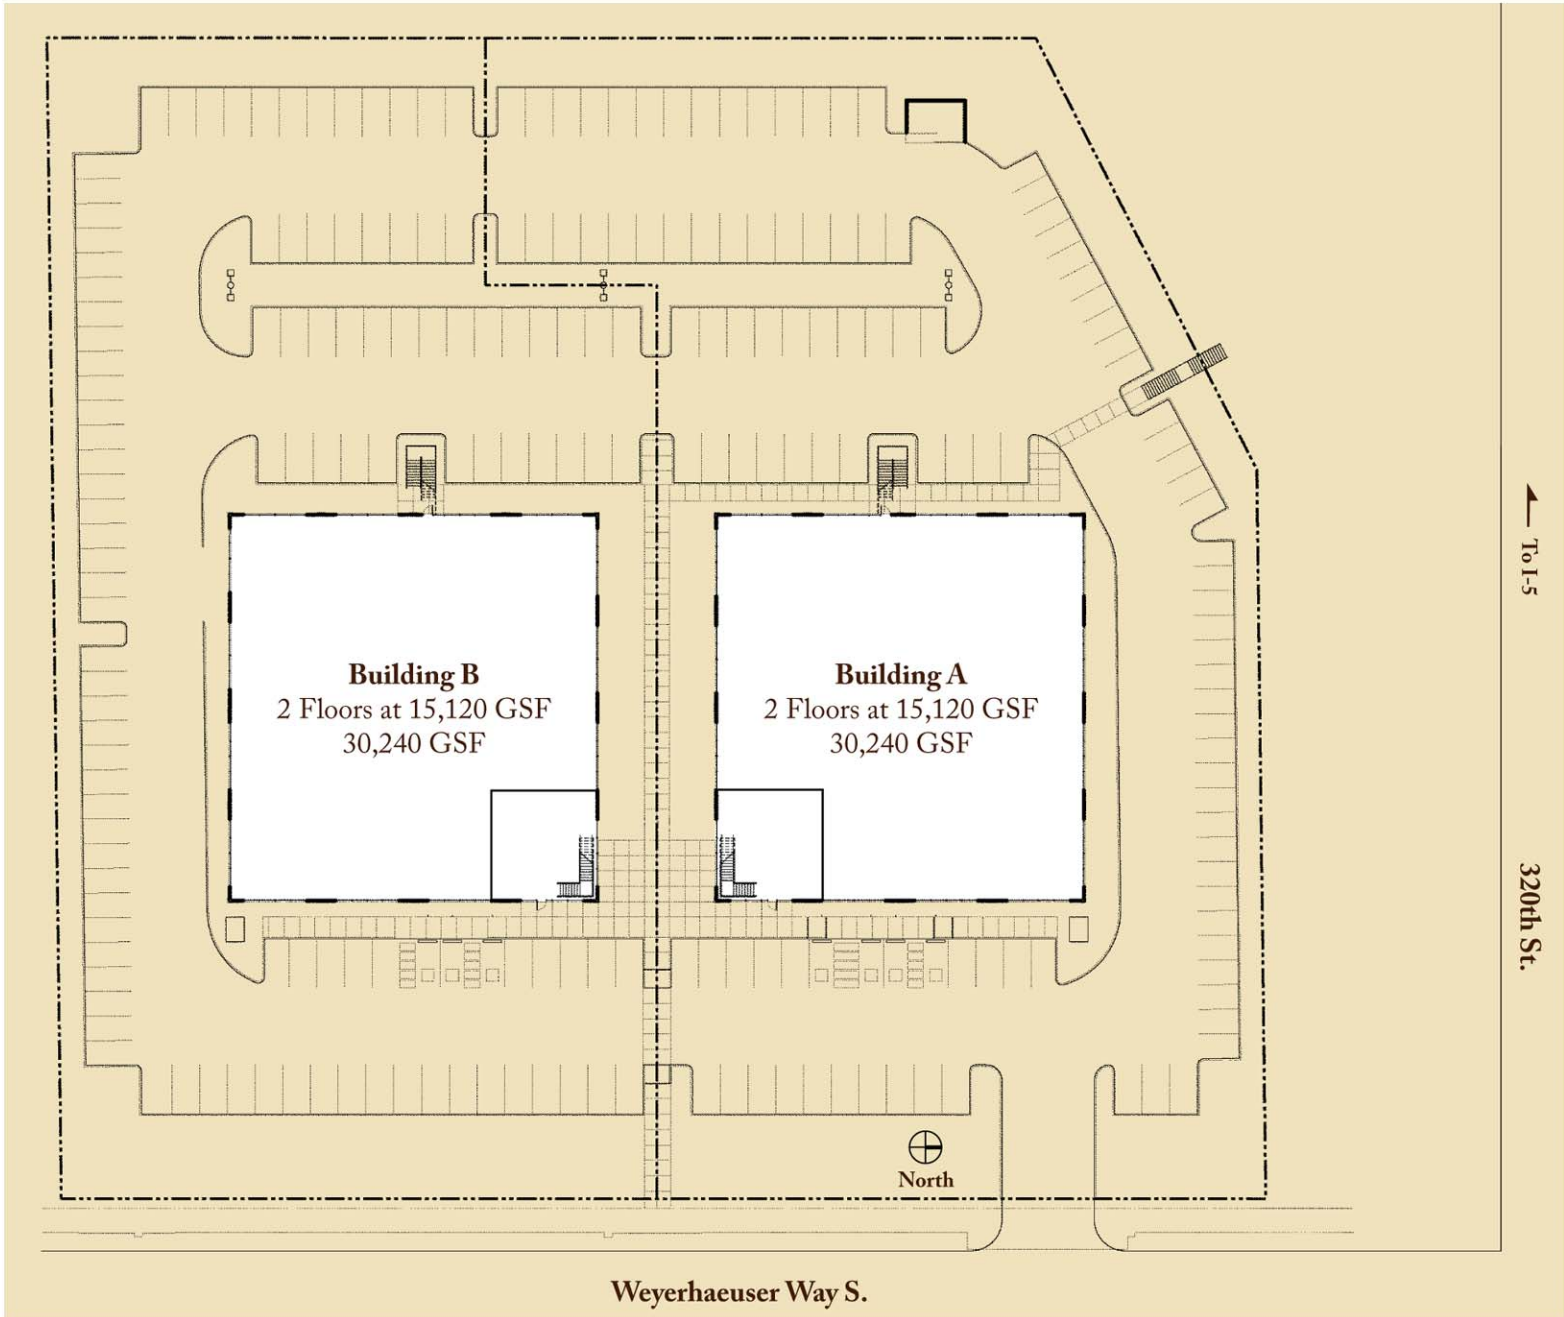 To I-5
Building B
2 Floors at 15,120 GSF
30,240 GSF
Building A
2 Floors at 15,120 GSF
30,240 GSF
320th St.
North
Weyerhaeuser Way S.